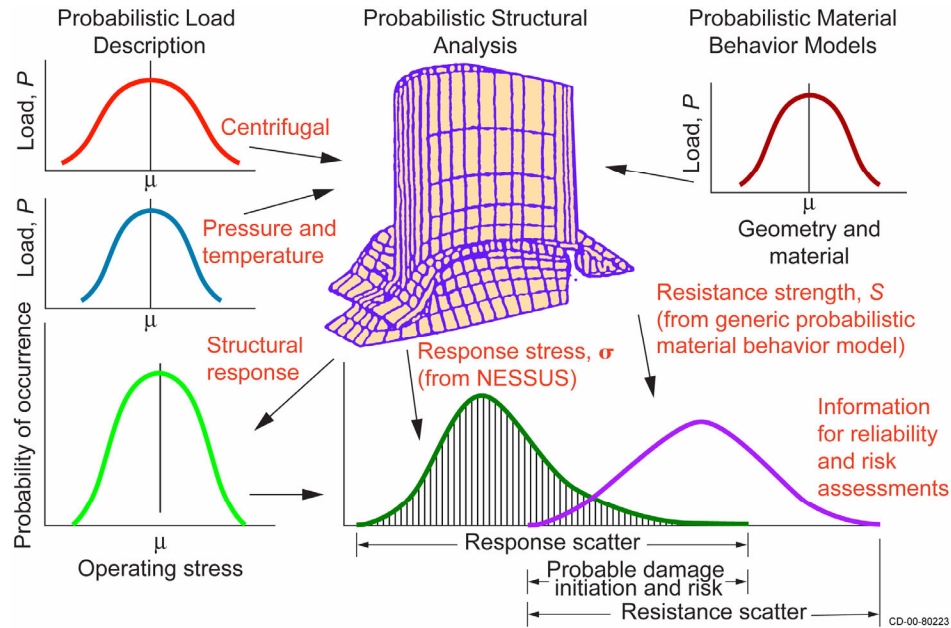 Probabilistic Load
Description
Probabilistic Structural
Analysis
Probabilistic Material
Behavior Models
Load, P
Centrifugal
μ
Load, P
μ
Geometry and
material
Load, P
Pressure and
temperature
μ
Resistance strength, S
(from generic probabilistic
material behavior model)
Probability of occurrence
Structural
response
Response stress, σ
(from NESSUS)
Information
for reliability
and risk
assessments
μ
Operating stress
Response scatter
Probable damage
initiation and risk
Resistance scatter
CD-00-80223